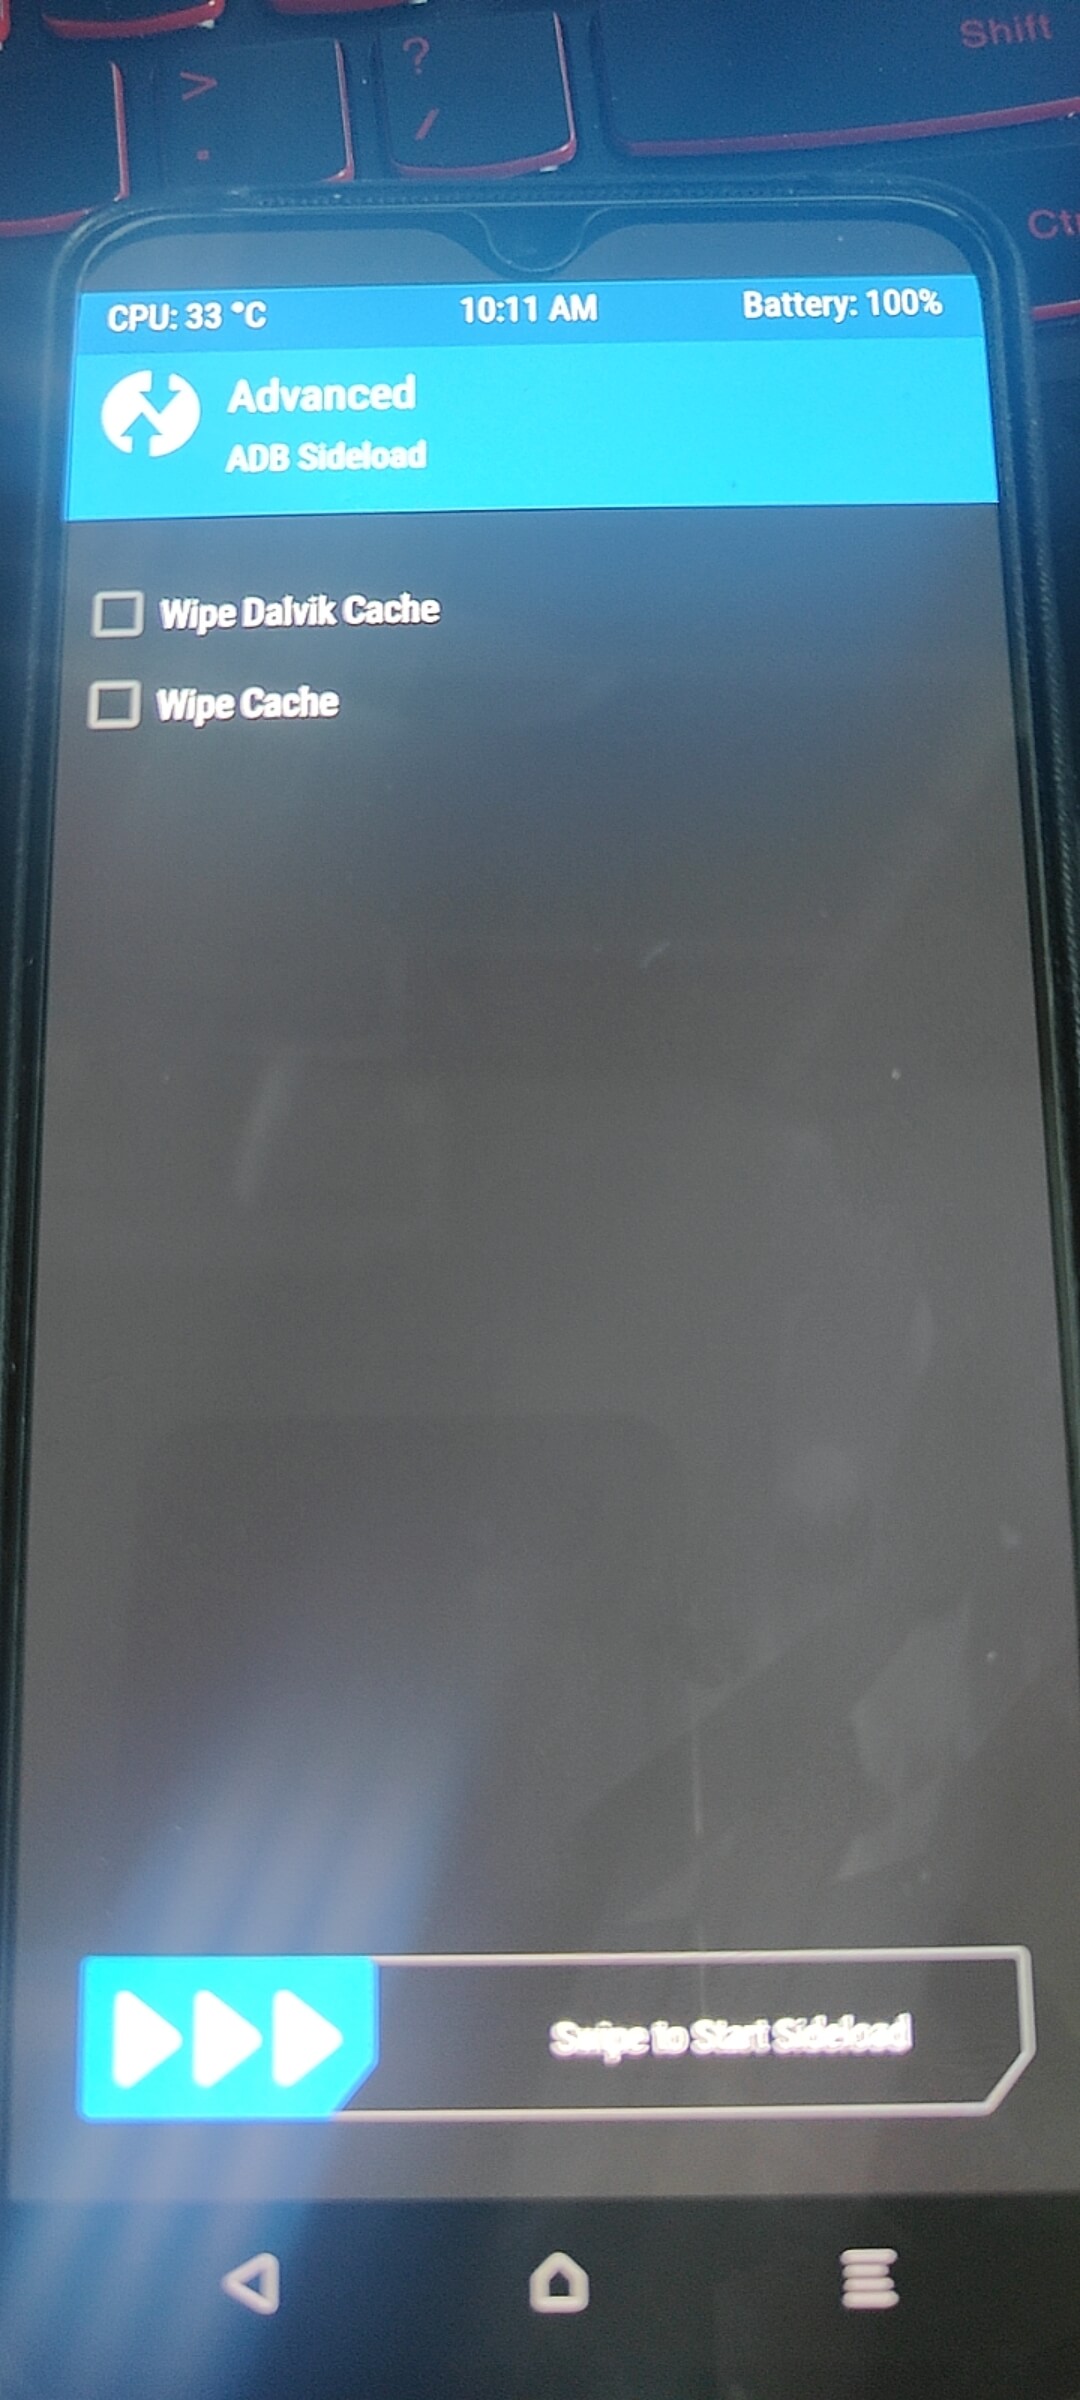 Shift
>
.
?
/
CPU: 33 °C
10:11 AM
Battery: 100%
Advanced
ADB Sideload
Wipe Dalvik Cache
Wipe Cache
Swipe to Start Sideload